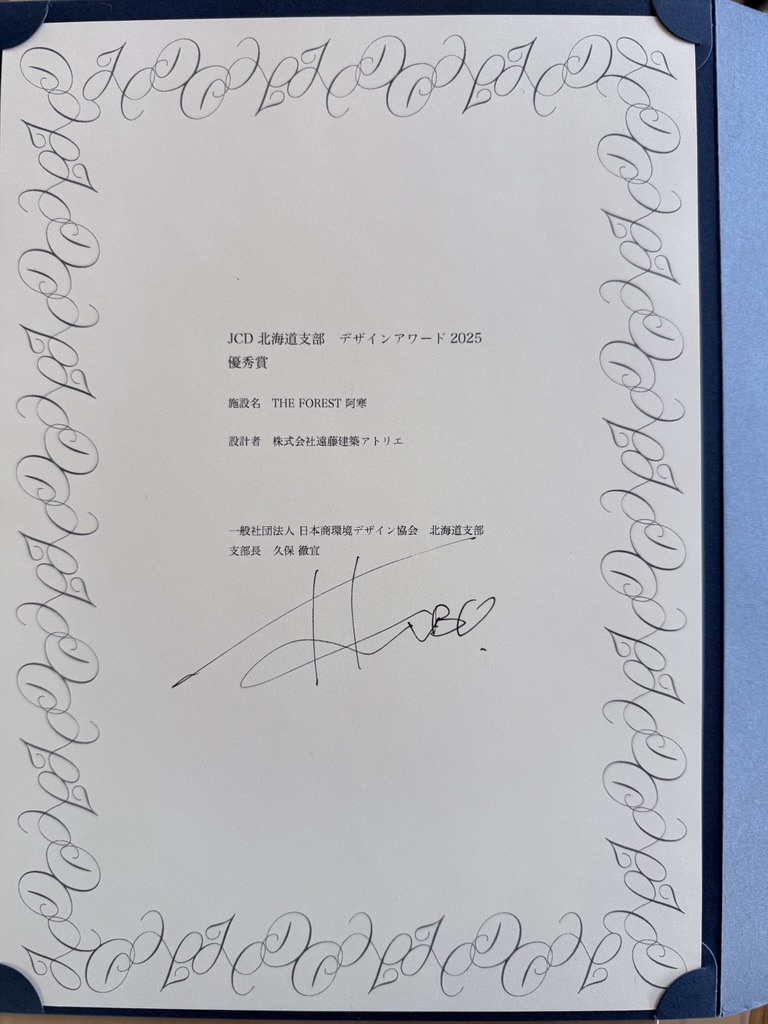 JCD 北海道支部　デザインアワード 2025
優秀賞
施設名　THE FOREST 阿寒
設計者　株式会社遠藤建築アトリエ
一般社団法人 日本商環境デザイン協会　北海道支部
支部長　久保 徹宜